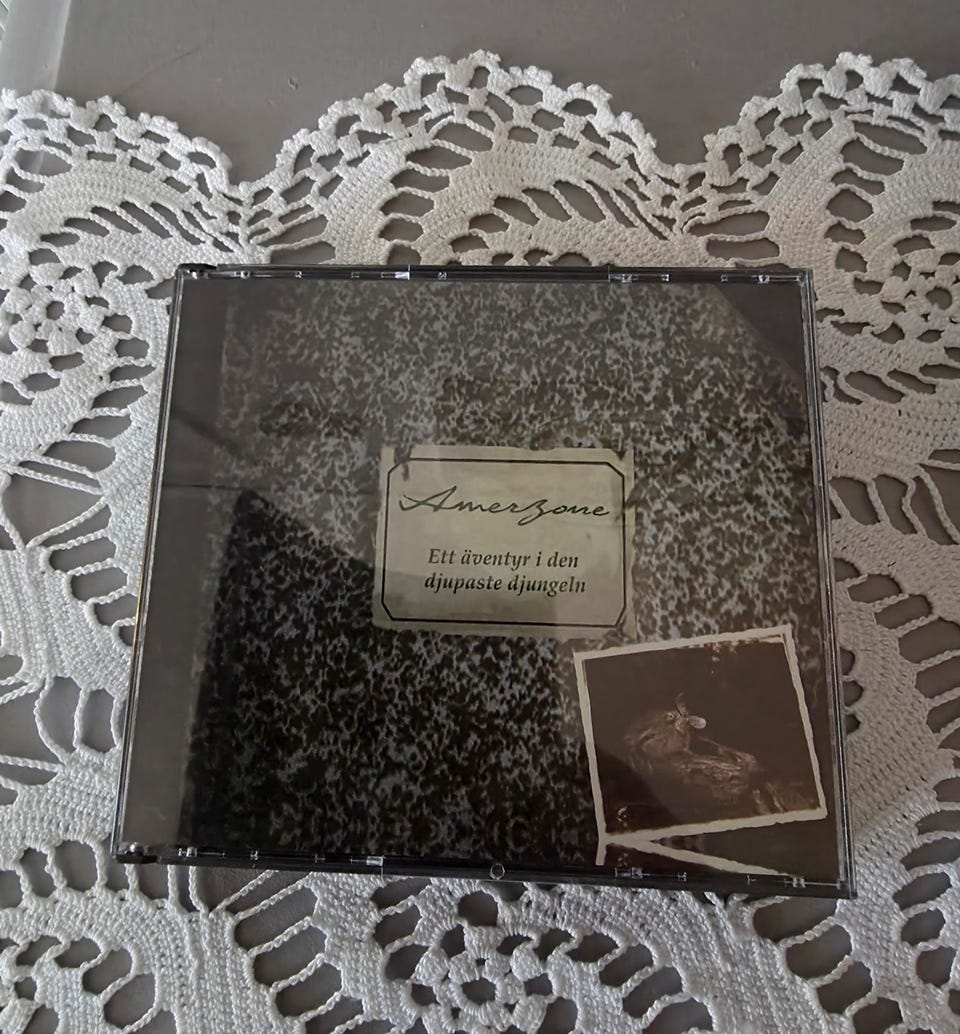 Amerzone
Ett äventyr i den
djupaste djungeln